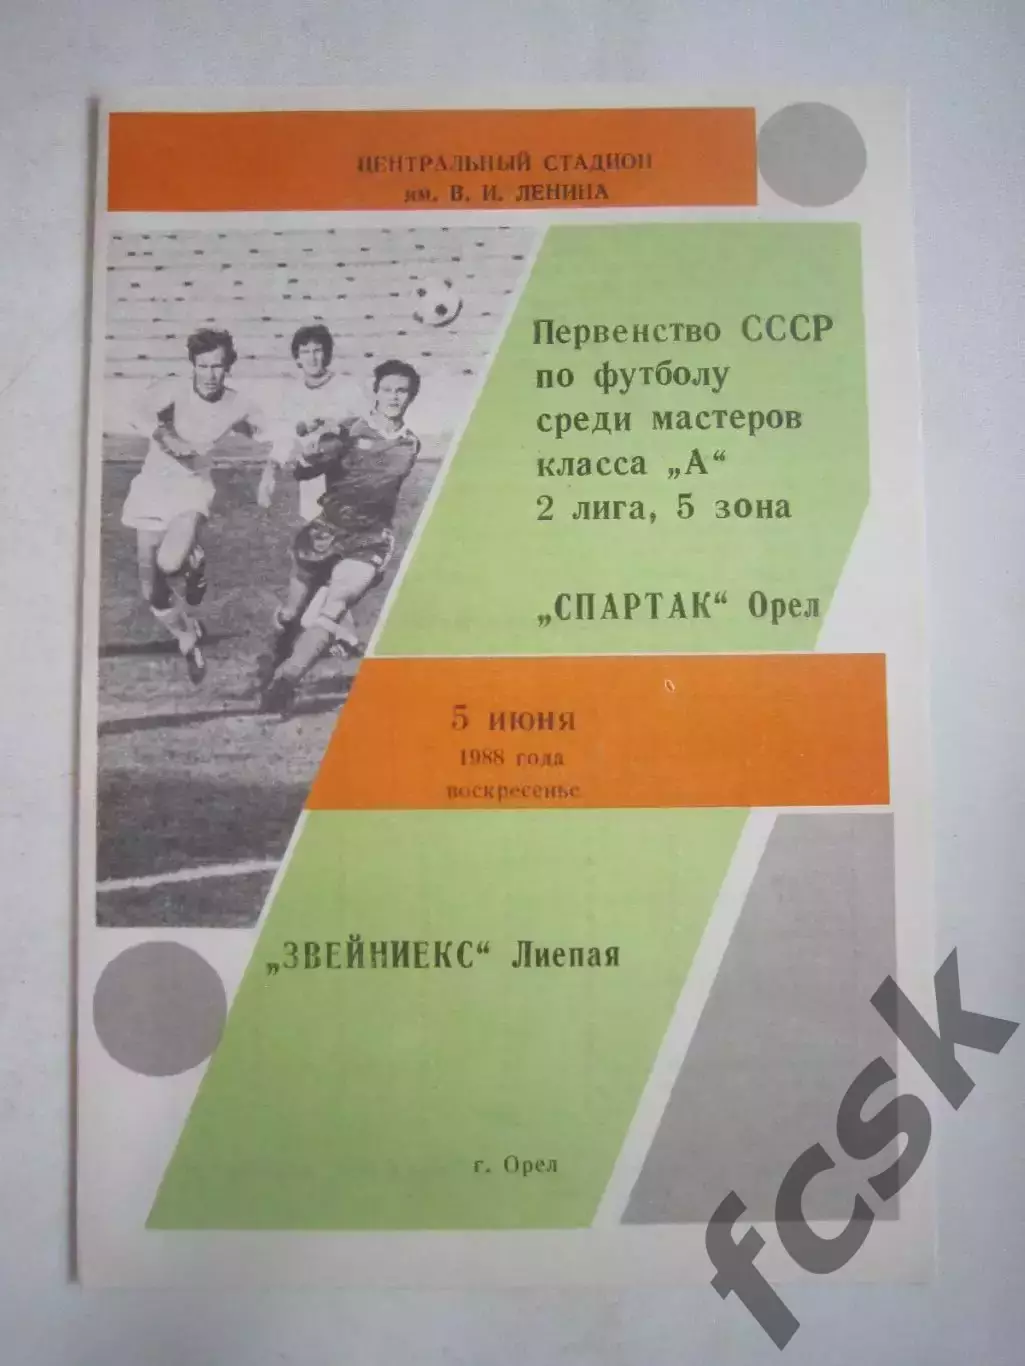 ЦЕНТРАЛЬНЫЙ СТАДИОН
им. В. И. ЛЕНИНА
Первенство СССР
по футболу
среди мастеров
класса „А“
2 лига, 5 зона
„СПАРТАК“ Орел
5 июня
1988 года
воскресенье
„ЗВЕЙНИЕКС“ Лиепая
г. Орел
fcsk